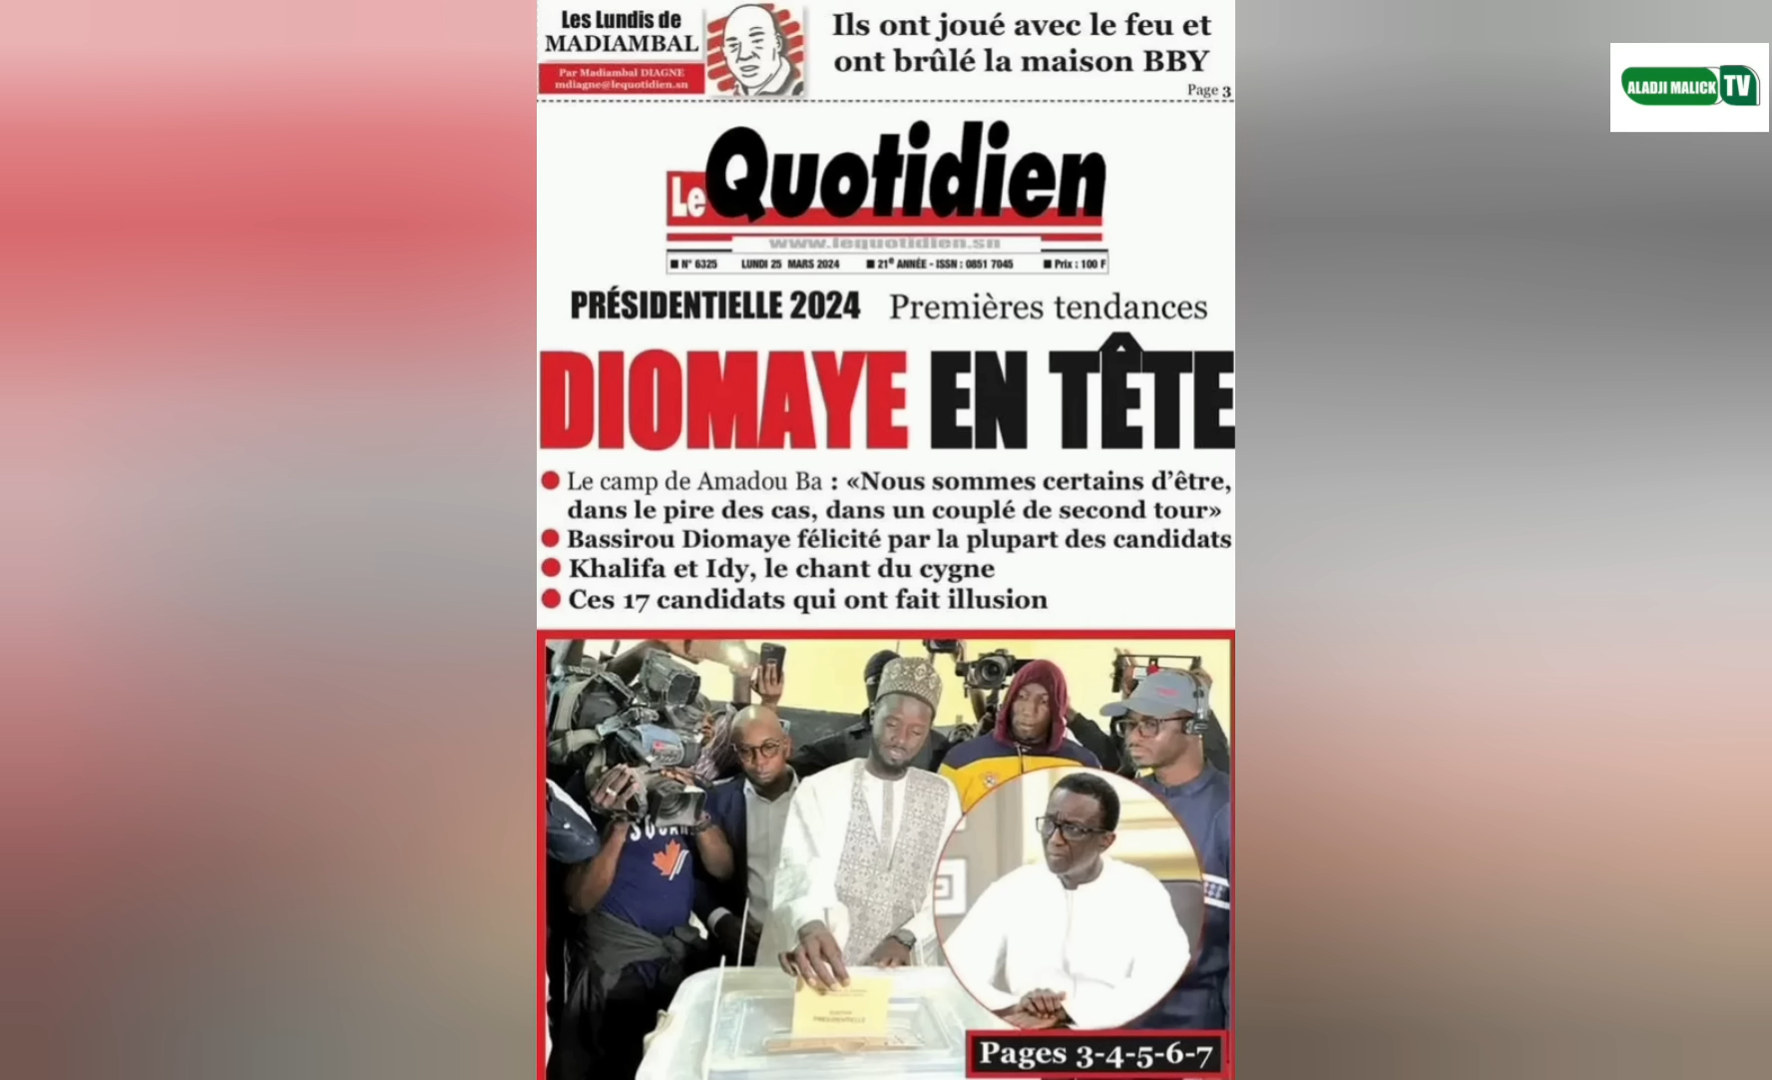 Les Lundis de
MADIAMBAL
Par Madiambal DIAGNE
mdiagne@lequotidien.sn
Ils ont joué avec le feu et
ont brûlé la maison BBY
Page 3
ALADJI MALICK TV
Le Quotidien
www.lequotidien.sn
■ N° 6325 LUNDI 25 MARS 2024 ■ 21e ANNÉE - ISSN : 0851 7045 ■ Prix : 100 F
PRÉSIDENTIELLE 2024 Premières tendances
DIOMAYE EN TÊTE
● Le camp de Amadou Ba : «Nous sommes certains d'être,
dans le pire des cas, dans un couplé de second tour»
● Bassirou Diomaye félicité par la plupart des candidats
● Khalifa et Idy, le chant du cygne
● Ces 17 candidats qui ont fait illusion
PRESIDENTIELLE
Pages 3-4-5-6-7